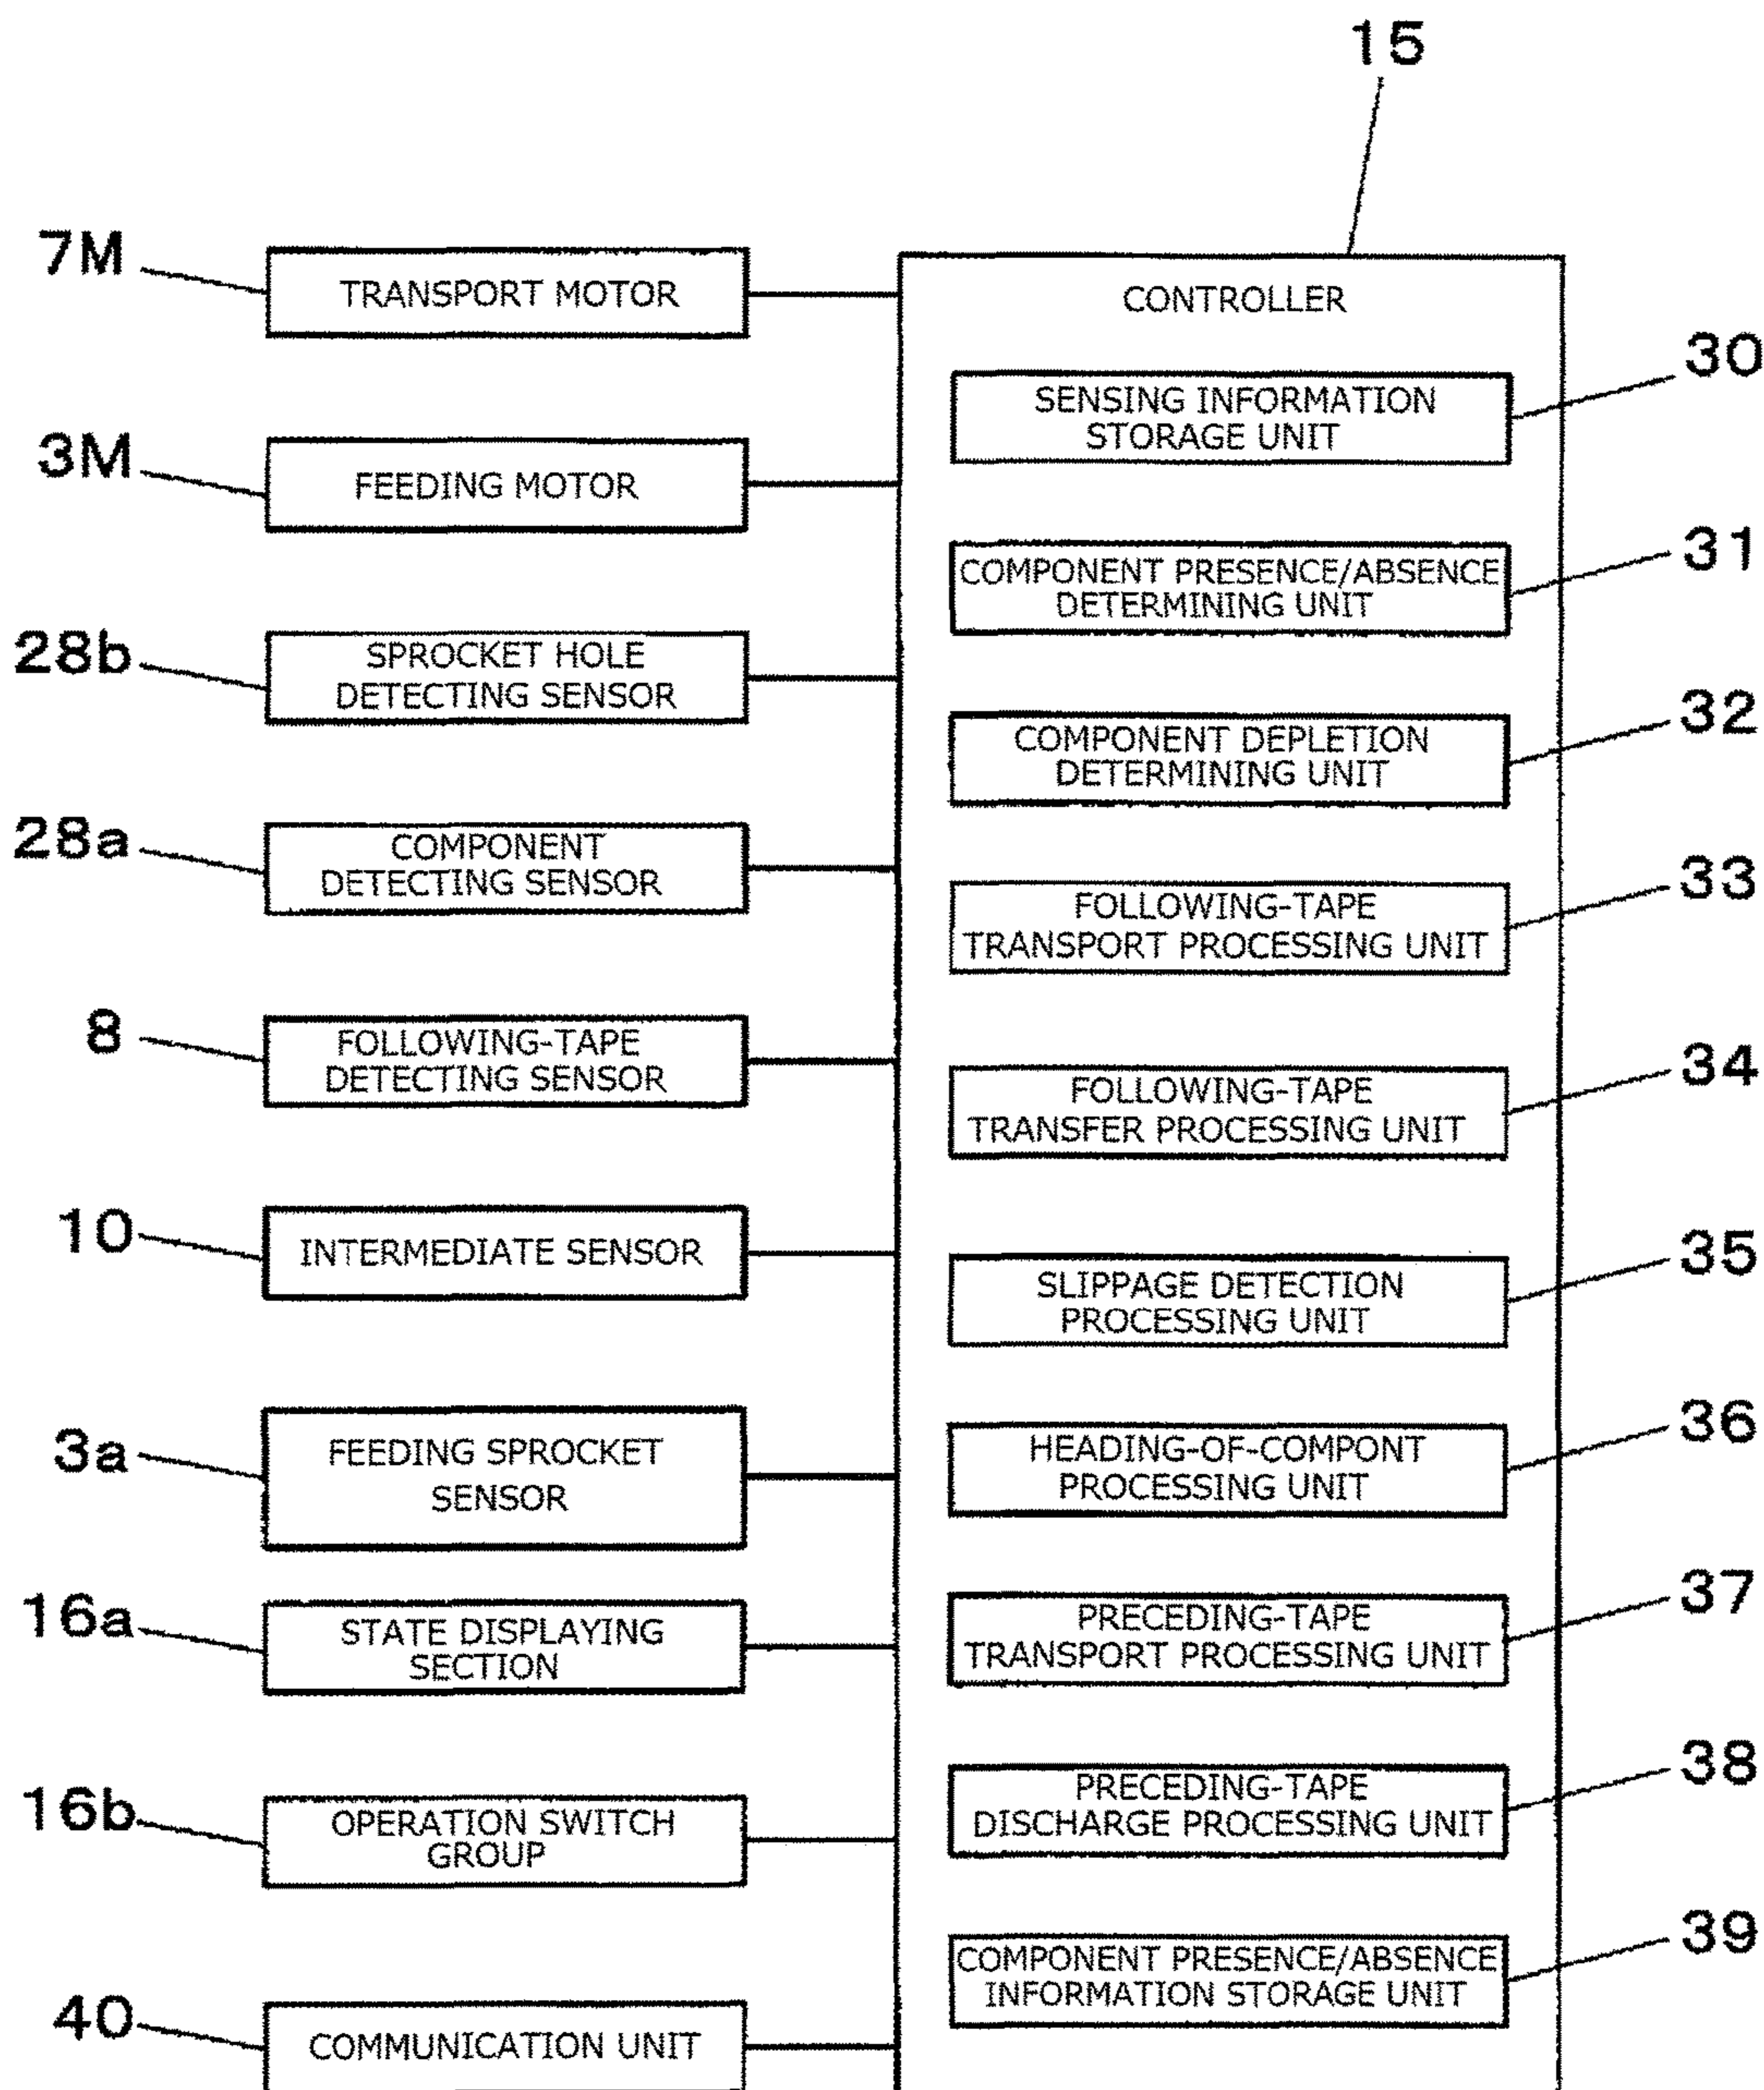 15
7M
TRANSPORT MOTOR
3M
FEEDING MOTOR
28b
SPROCKET HOLE
DETECTING SENSOR
28a
COMPONENT
DETECTING SENSOR
8
FOLLOWING-TAPE
DETECTING SENSOR
10
INTERMEDIATE SENSOR
3a
FEEDING SPROCKET
SENSOR
16a
STATE DISPLAYING
SECTION
16b
OPERATION SWITCH
GROUP
40
COMMUNICATION UNIT
CONTROLLER
SENSING INFORMATION
STORAGE UNIT
30
COMPONENT PRESENCE/ABSENCE
DETERMINING UNIT
31
COMPONENT DEPLETION
DETERMINING UNIT
32
FOLLOWING-TAPE
TRANSPORT PROCESSING UNIT
33
FOLLOWING-TAPE
TRANSFER PROCESSING UNIT
34
SLIPPAGE DETECTION
PROCESSING UNIT
35
HEADING-OF-COMPONT
PROCESSING UNIT
36
PRECEDING-TAPE
TRANSPORT PROCESSING UNIT
37
PRECEDING-TAPE
DISCHARGE PROCESSING UNIT
38
COMPONENT PRESENCE/ABSENCE
INFORMATION STORAGE UNIT
39